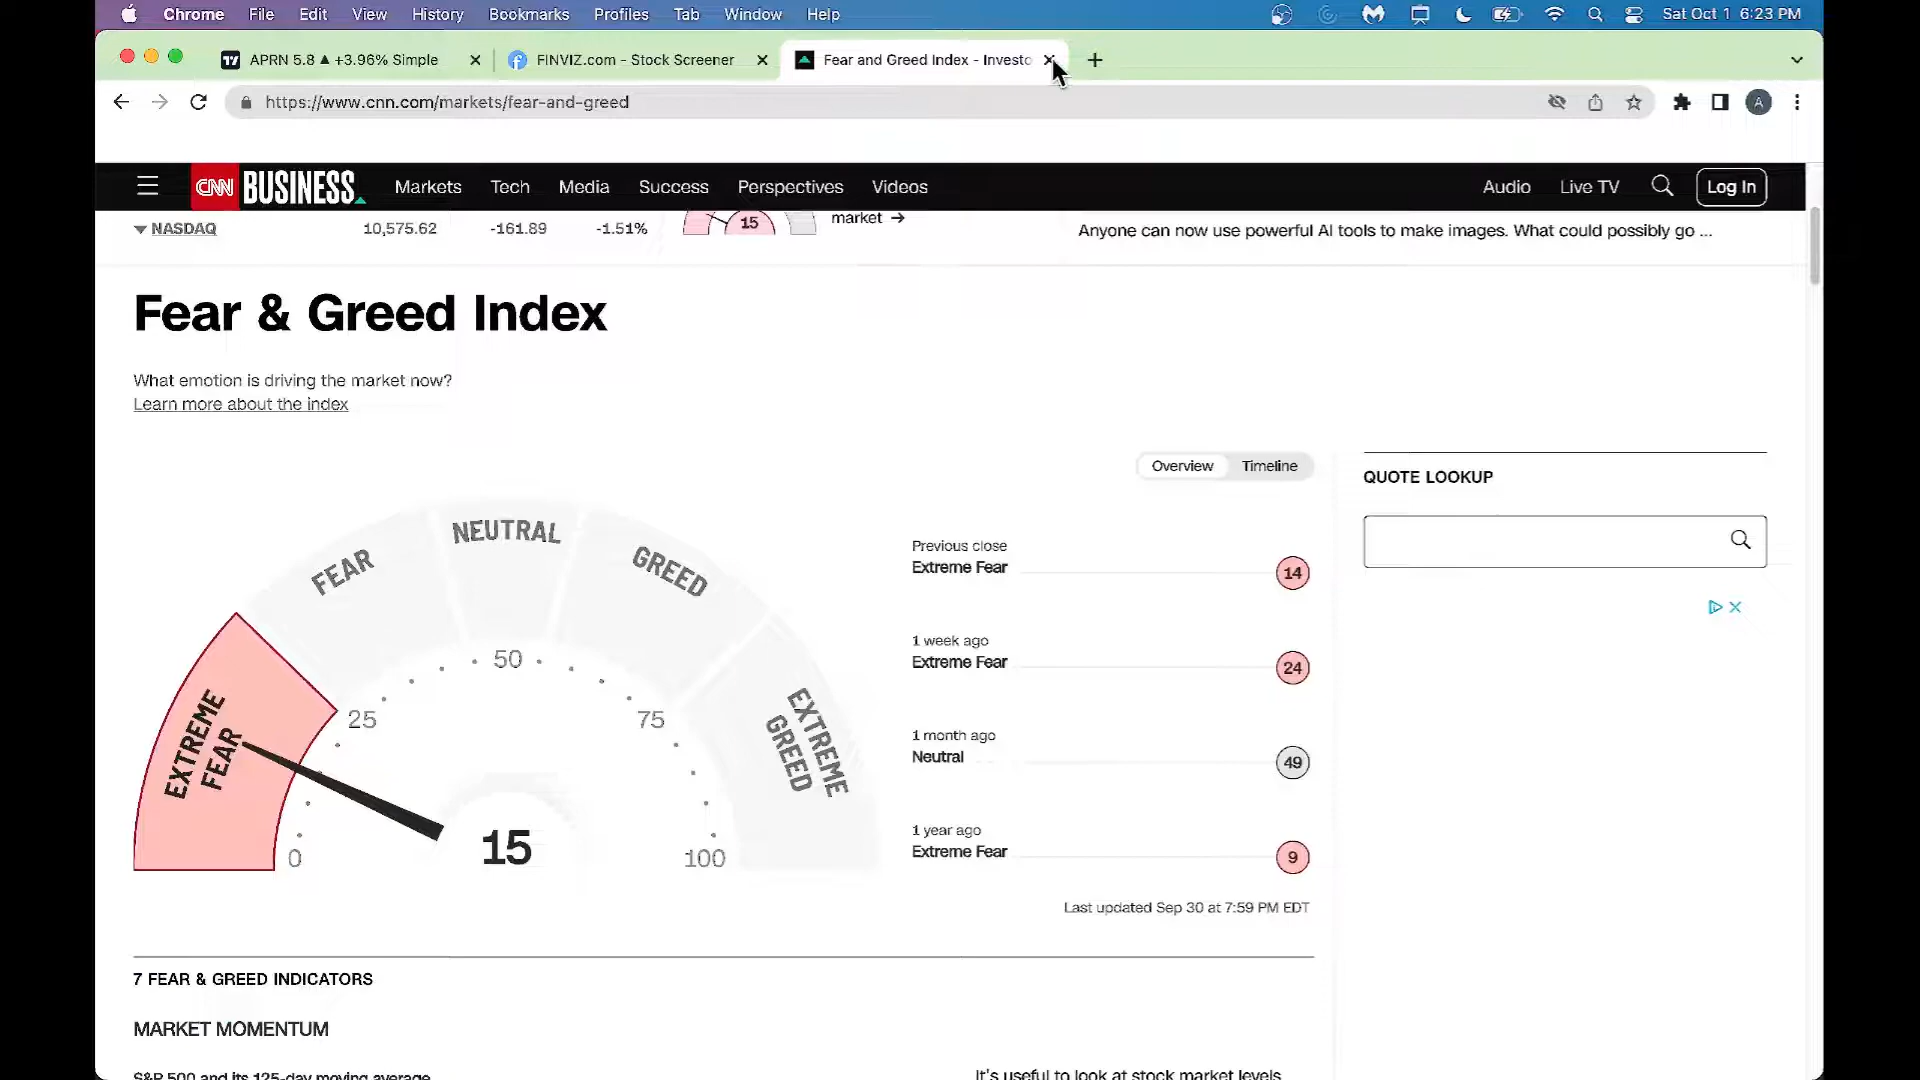 Chrome File Edit View History Bookmarks Profiles Tab Window Help Sat Oct 1 6:23 PM
APRN 5.8 ▲ +3.96% Simple
FINVIZ.com - Stock Screener
Fear and Greed Index - Investo
https://www.cnn.com/markets/fear-and-greed
A
CNN BUSINESS Markets Tech Media Success Perspectives Videos Audio Live TV Log In
NASDAQ 10,575.62 -161.89 -1.51% 15 market →
Anyone can now use powerful AI tools to make images. What could possibly go ...
Fear & Greed Index
What emotion is driving the market now?
Learn more about the index
Overview Timeline
QUOTE LOOKUP
EXTREME FEAR
FEAR
NEUTRAL
GREED
EXTREME GREED
0
25
50
75
100
15
Previous close
Extreme Fear 14
1 week ago
Extreme Fear 24
1 month ago
Neutral 49
1 year ago
Extreme Fear 9
Last updated Sep 30 at 7:59 PM EDT
7 FEAR & GREED INDICATORS
MARKET MOMENTUM
S&P 500 and its 125-day moving average
It's useful to look at stock market levels